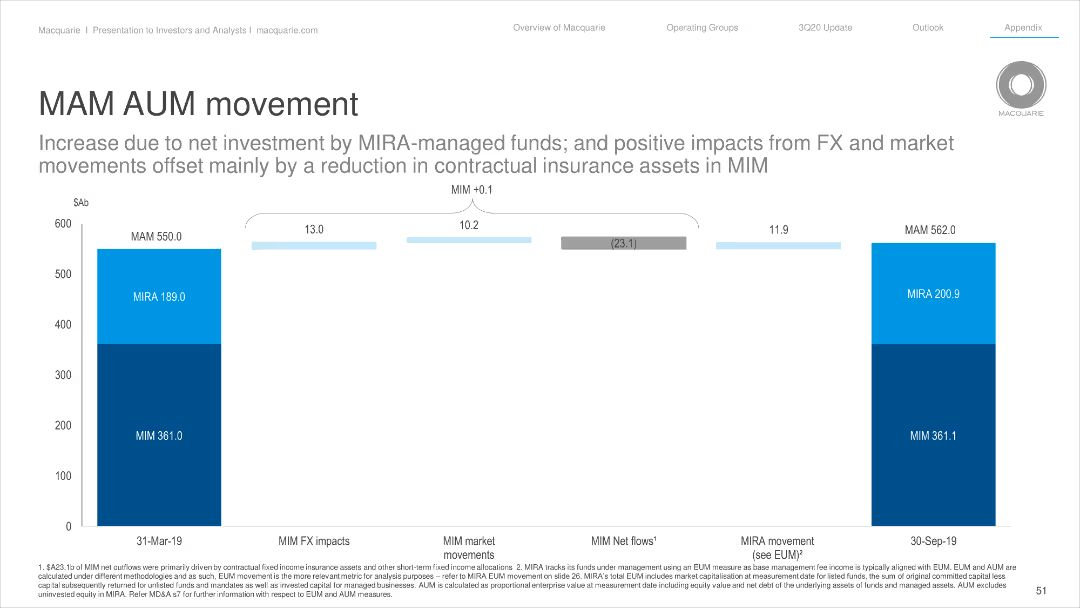 Macquarie I Presentation to Investors and Analysts I macquarie.com
Overview of Macquarie
Operating Groups
3Q20 Update
Outlook
Appendix
MACQUARIE
MAM AUM movement
Increase due to net investment by MIRA-managed funds; and positive impacts from FX and market
movements offset mainly by a reduction in contractual insurance assets in MIM
$Ab
MIM +0.1
600
500
400
300
200
100
0
MAM 550.0
13.0
10.2
(23.1)
11.9
MAM 562.0
MIRA 189.0
MIRA 200.9
MIM 361.0
MIM 361.1
31-Mar-19
MIM FX impacts
MIM market
movements
MIM Net flows¹
MIRA movement
(see EUM)²
30-Sep-19
1. $A23.1b of MIM net outflows were primarily driven by contractual fixed income insurance assets and other short-term fixed income allocations. 2. MIRA tracks its funds under management using an EUM measure as base management fee income is typically aligned with EUM. EUM and AUM are
calculated under different methodologies and as such, EUM movement is the more relevant metric for analysis purposes – refer to MIRA EUM movement on slide 26. MIRA's total EUM includes market capitalisation at measurement date for listed funds, the sum of original committed capital less
capital subsequently returned for unlisted funds and mandates as well as invested capital for managed businesses. AUM is calculated as proportional enterprise value at measurement date including equity value and net debt of the underlying assets of funds and managed assets. AUM excludes
uninvested equity in MIRA. Refer MD&A s7 for further information with respect to EUM and AUM measures.
51